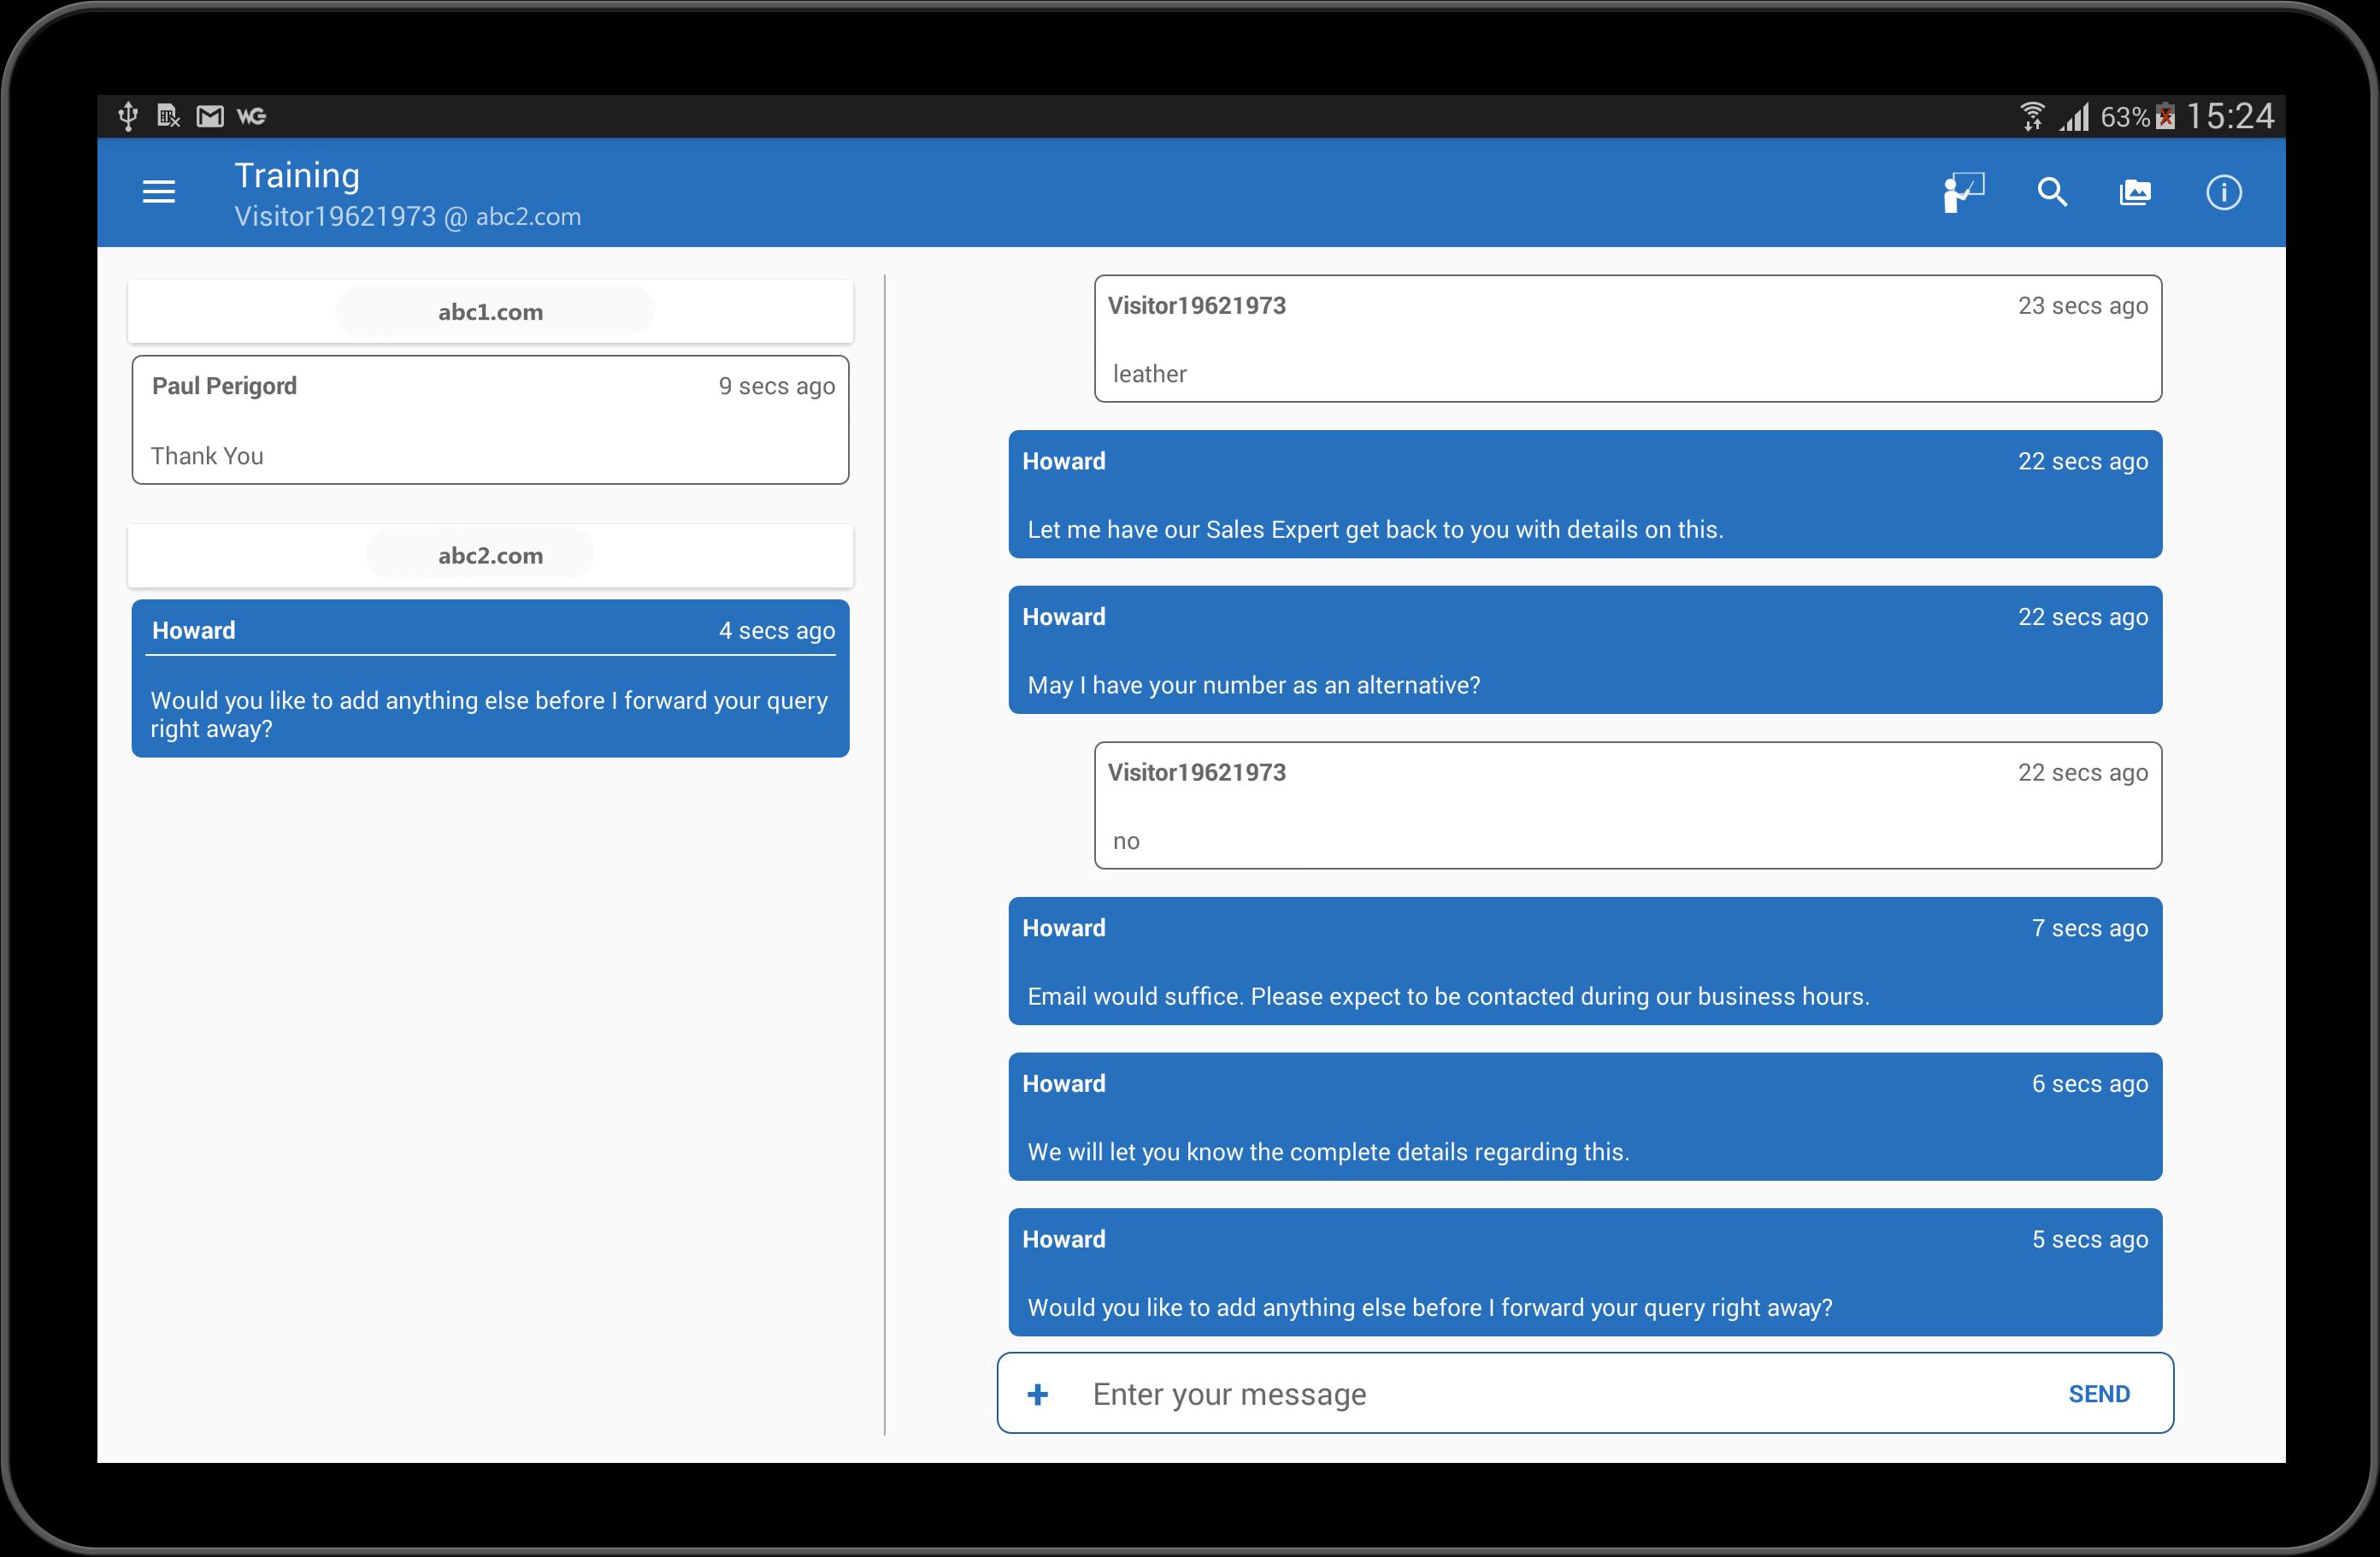 WG
63%
15:24
Training
Visitor19621973 @ abc2.com
abc1.com
Paul Perigord
9 secs ago
Thank You
abc2.com
Howard
4 secs ago
Would you like to add anything else before I forward your query
right away?
Visitor19621973
23 secs ago
leather
Howard
22 secs ago
Let me have our Sales Expert get back to you with details on this.
Howard
22 secs ago
May I have your number as an alternative?
Visitor19621973
22 secs ago
no
Howard
7 secs ago
Email would suffice. Please expect to be contacted during our business hours.
Howard
6 secs ago
We will let you know the complete details regarding this.
Howard
5 secs ago
Would you like to add anything else before I forward your query right away?
+
Enter your message
SEND